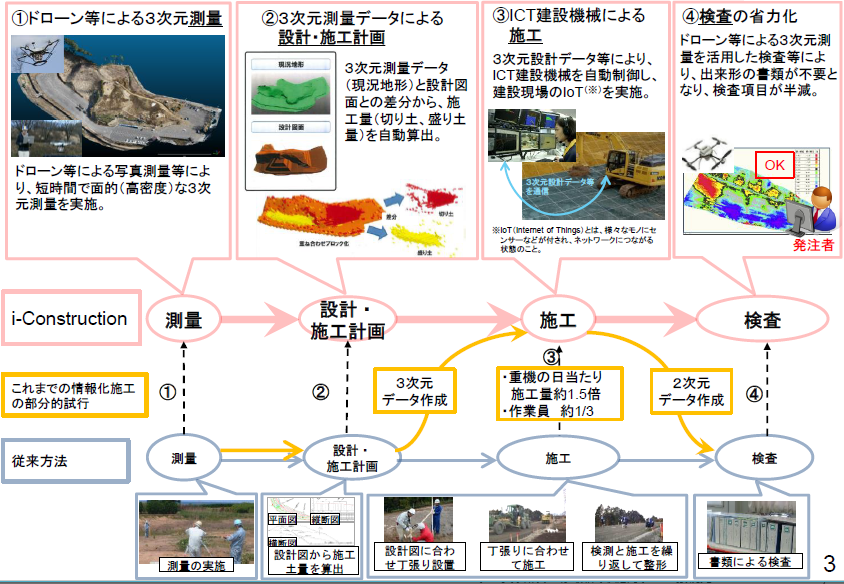 ①ドローン等による3次元測量
ドローン等による写真測量等によ
り、短時間で面的(高密度)な3次
元測量を実施。
②3次元測量データによる
設計・施工計画
現況地形
設計図画
3次元測量データ
(現況地形)と設計図
面との差分から、施
工量(切り土、盛り土
量)を自動算出。
差分
切り土
重ね合わせブロック化
盛り土
③ICT建設機械による
施工
3次元設計データ等により、
ICT建設機械を自動制御し、
建設現場のIoT(※)を実施。
3次元設計データ等
を通信
※IoT(Internet of Things)とは、様々なモノにセ
ンサーなどが付され、ネットワークにつながる
状態のこと。
④検査の省力化
ドローン等による3次元測
量を活用した検査等によ
り、出来形の書類が不要と
なり、検査項目が半減。
OK
発注者
i-Construction
測量
設計・
施工計画
施工
検査
これまでの情報化施工
の部分的試行
①
②
3次元
データ作成
③
・重機の日当たり
施工量約1.5倍
・作業員 約1/3
2次元
データ作成
④
従来方法
測量
設計・
施工計画
施工
検査
測量の実施
平面図
縦断図
横断図
設計図から施工
土量を算出
設計図に合わ
せ丁張り設置
丁張りに合わせ
て施工
検測と施工を繰
り返して整形
書類による検査
3